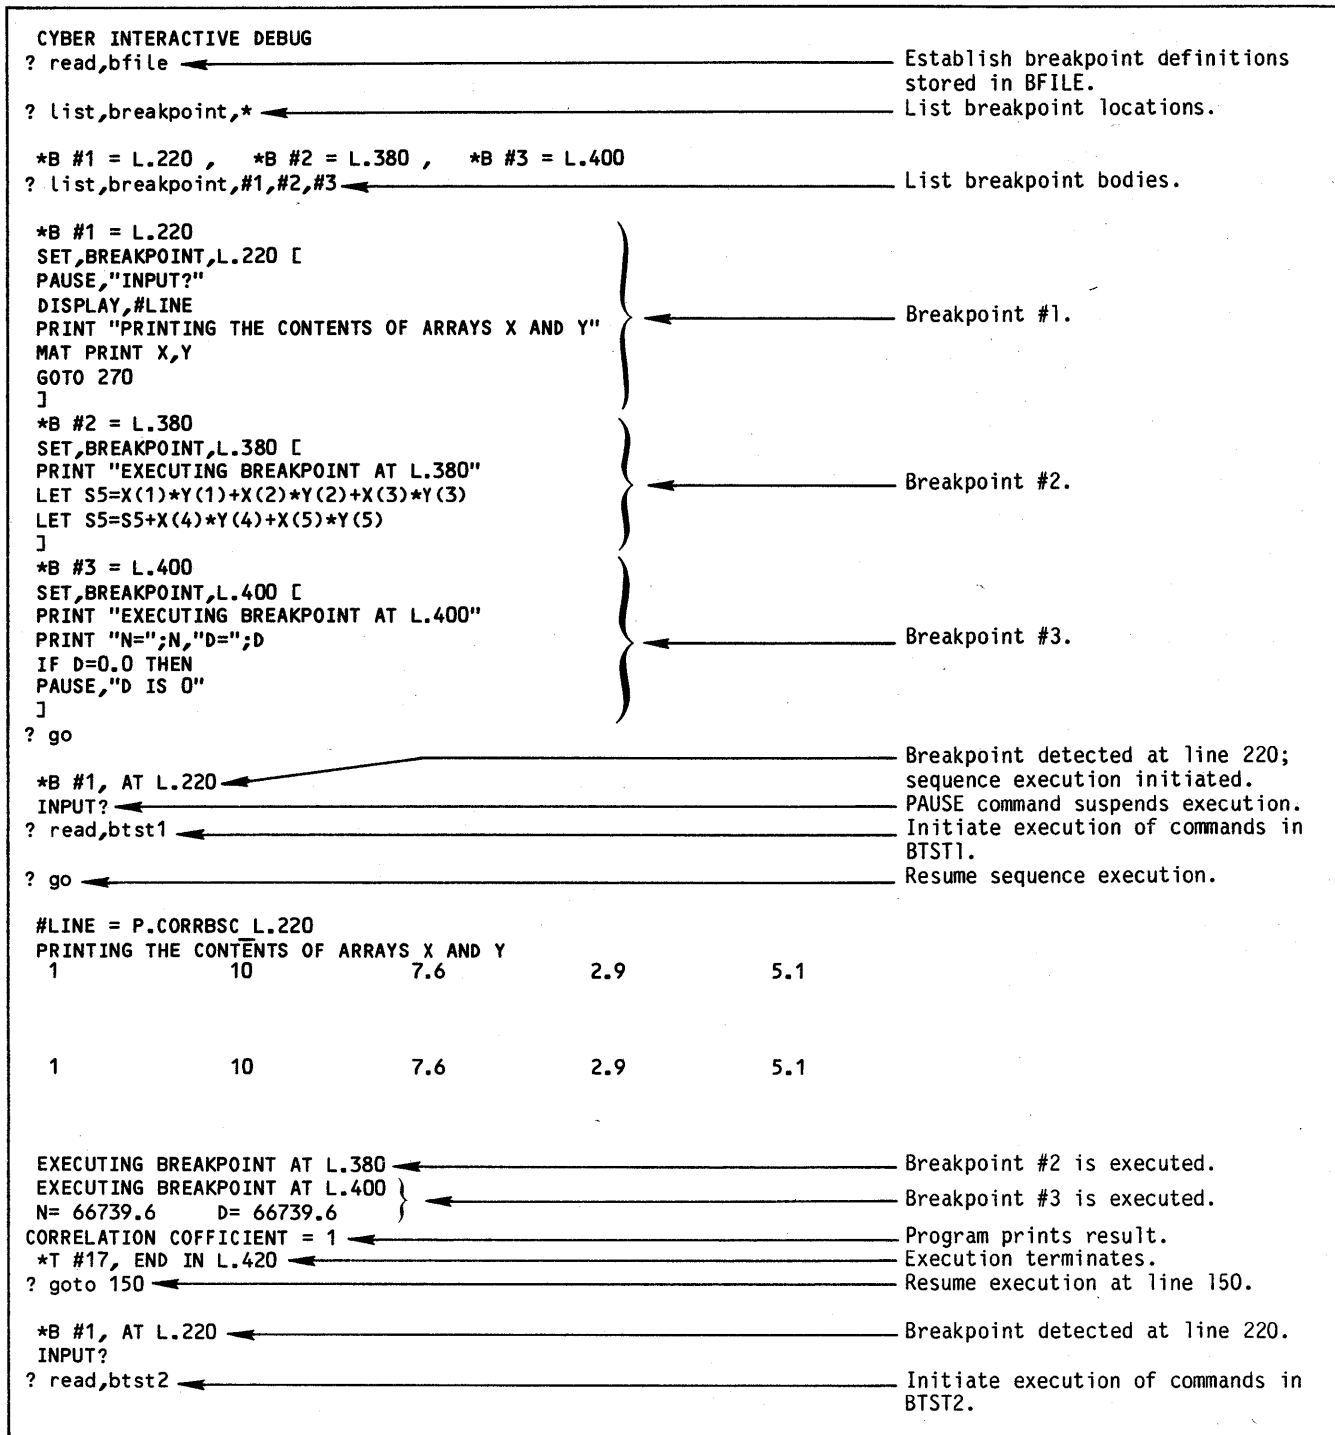 CYBER INTERACTIVE DEBUG
? read,bfile Establish breakpoint definitions
stored in BFILE.
? list,breakpoint,* List breakpoint locations.
*B #1 = L.220 , *B #2 = L.380 , *B #3 = L.400
? list,breakpoint,#1,#2,#3 List breakpoint bodies.
*B #1 = L.220
SET,BREAKPOINT,L.220 [
PAUSE,"INPUT?"
DISPLAY,#LINE
PRINT "PRINTING THE CONTENTS OF ARRAYS X AND Y" Breakpoint #1.
MAT PRINT X,Y
GOTO 270
]
*B #2 = L.380
SET,BREAKPOINT,L.380 [
PRINT "EXECUTING BREAKPOINT AT L.380"
LET S5=X(1)*Y(1)+X(2)*Y(2)+X(3)*Y(3) Breakpoint #2.
LET S5=S5+X(4)*Y(4)+X(5)*Y(5)
]
*B #3 = L.400
SET,BREAKPOINT,L.400 [
PRINT "EXECUTING BREAKPOINT AT L.400"
PRINT "N=";N,"D=";D Breakpoint #3.
IF D=0.0 THEN
PAUSE,"D IS 0"
]
? go
Breakpoint detected at line 220;
*B #1, AT L.220 sequence execution initiated.
INPUT? PAUSE command suspends execution.
? read,btst1 Initiate execution of commands in
BTST1.
? go Resume sequence execution.
#LINE = P.CORRBSC_L.220
PRINTING THE CONTENTS OF ARRAYS X AND Y
1 10 7.6 2.9 5.1
1 10 7.6 2.9 5.1
EXECUTING BREAKPOINT AT L.380 Breakpoint #2 is executed.
EXECUTING BREAKPOINT AT L.400 Breakpoint #3 is executed.
N= 66739.6 D= 66739.6
CORRELATION COFFICIENT = 1 Program prints result.
*T #17, END IN L.420 Execution terminates.
? goto 150 Resume execution at line 150.
*B #1, AT L.220 Breakpoint detected at line 220.
INPUT?
? read,btst2 Initiate execution of commands in
BTST2.